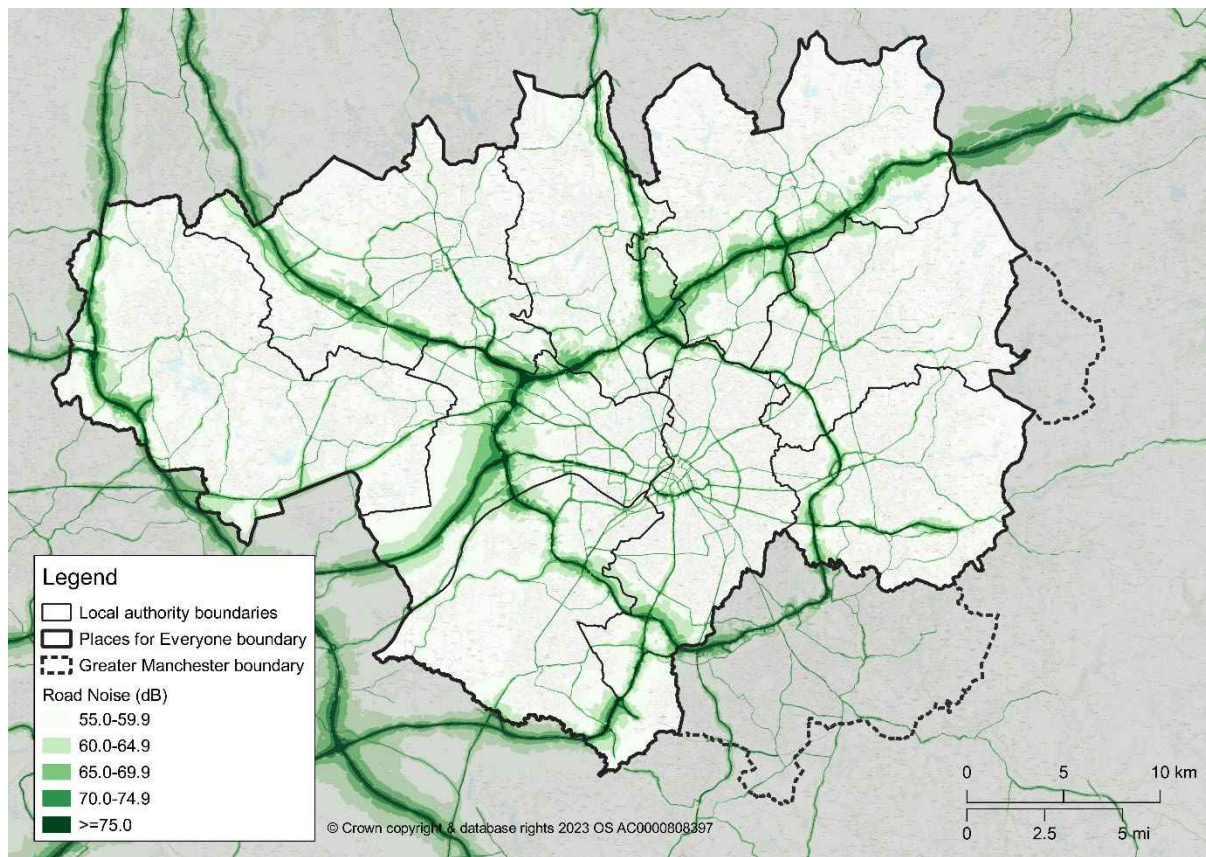 Legend
Local authority boundaries
Places for Everyone boundary
Greater Manchester boundary
Road Noise (dB)
55.0-59.9
60.0-64.9
65.0-69.9
70.0-74.9
>=75.0
© Crown copyright & database rights 2023 OS AC0000808397
0 5 10 km
0 2.5 5 mi